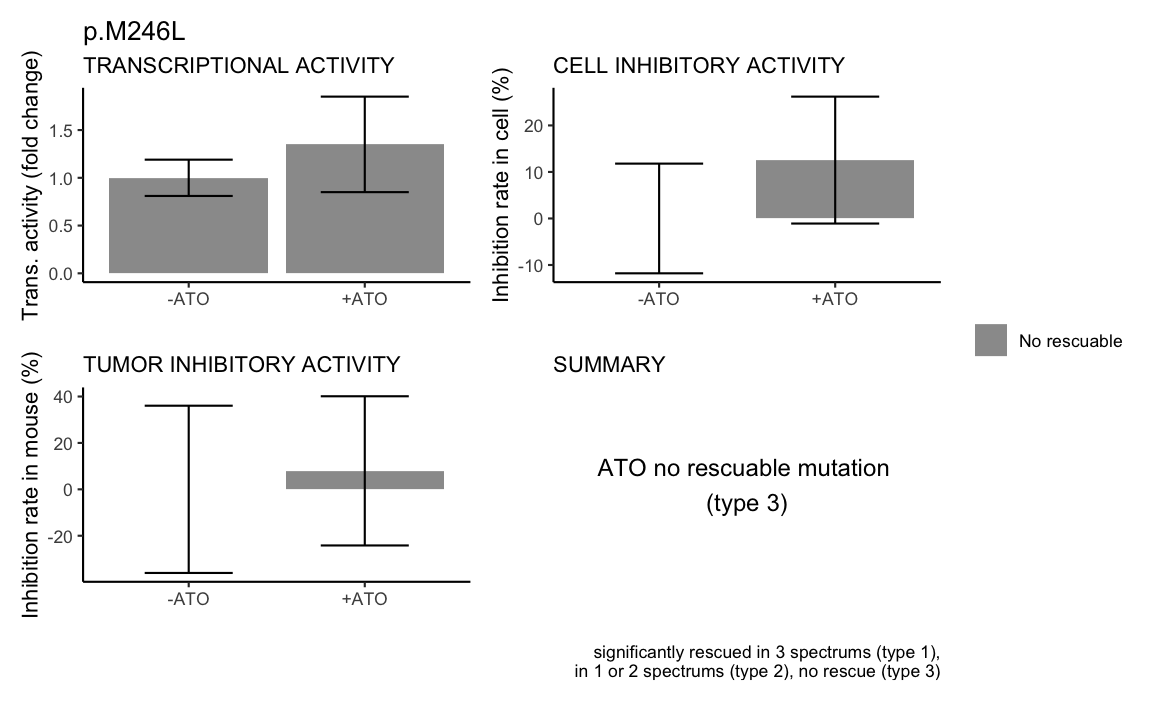 p.M246L
TRANSCRIPTIONAL ACTIVITY
Trans. activity (fold change)
1.5
1.0
0.5
0.0
-ATO
+ATO
CELL INHIBITORY ACTIVITY
Inhibition rate in cell (%)
20
10
0
-10
-ATO
+ATO
No rescuable
TUMOR INHIBITORY ACTIVITY
Inhibition rate in mouse (%)
40
20
0
-20
-ATO
+ATO
SUMMARY
ATO no rescuable mutation
(type 3)
significantly rescued in 3 spectrums (type 1),
in 1 or 2 spectrums (type 2), no rescue (type 3)